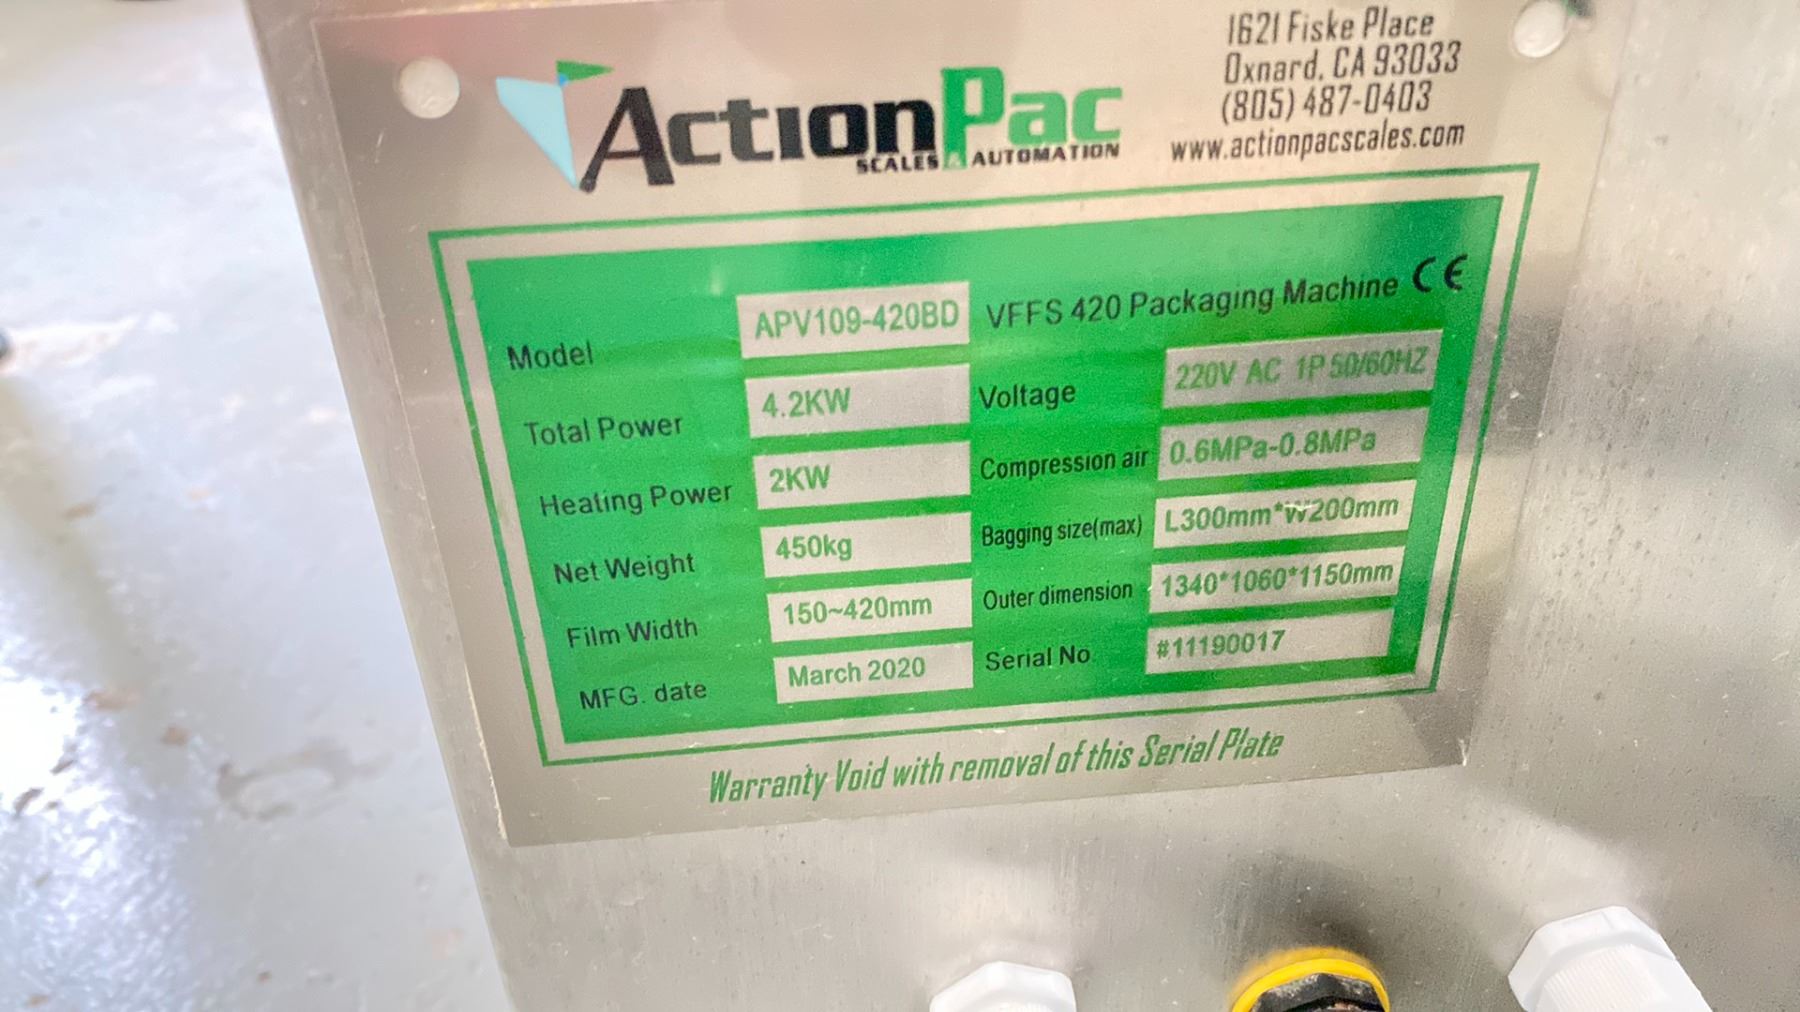 ActionPac
SCALES & AUTOMATION
1621 Fiske Place
Oxnard, CA 93033
(805) 487-0403
www.actionpacscales.com
Model APV109-420BD VFFS 420 Packaging Machine CE
Total Power 4.2KW Voltage 220V AC 1P 50/60HZ
Heating Power 2KW Compression air 0.6MPa-0.8MPa
Net Weight 450kg Bagging size(max) L300mm*W200mm
Film Width 150~420mm Outer dimension 1340*1060*1150mm
MFG. date March 2020 Serial No #11190017
Warranty Void with removal of this Serial Plate